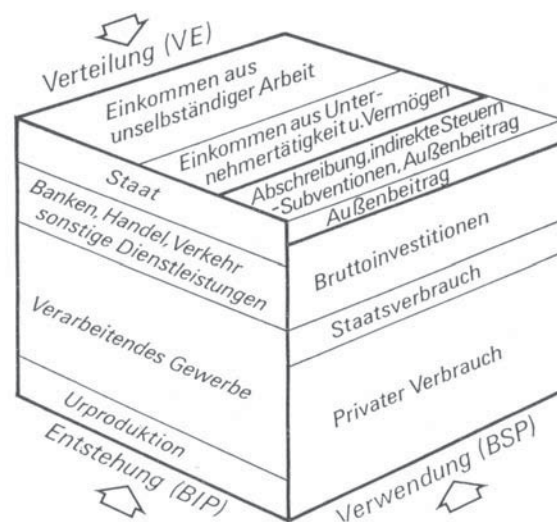 Verteilung (VE)
Einkommen aus
unselbständiger Arbeit
Einkommen aus Unter-
nehmertätigkeit u. Vermögen
Abschreibung, indirekte Steuern
-Subventionen, Außenbeitrag
Außenbeitrag
Staat
Banken, Handel, Verkehr
sonstige Dienstleistungen
Verarbeitendes Gewerbe
Urproduktion
Entstehung (BIP)
Bruttoinvestitionen
Staatsverbrauch
Privater Verbrauch
Verwendung (BSP)